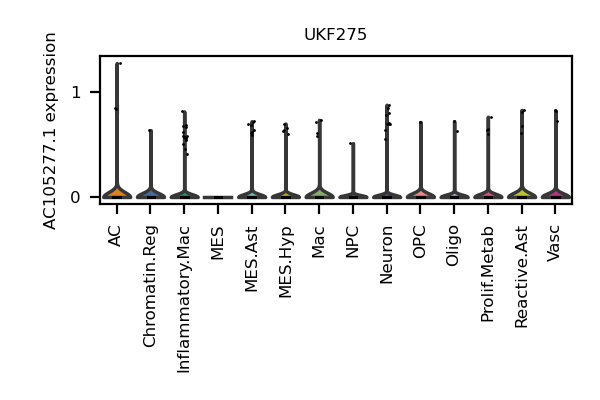 UKF275
AC105277.1 expression
1
0
AC
Chromatin.Reg
Inflammatory.Mac
MES
MES.Ast
MES.Hyp
Mac
NPC
Neuron
OPC
Oligo
Prolif.Metab
Reactive.Ast
Vasc